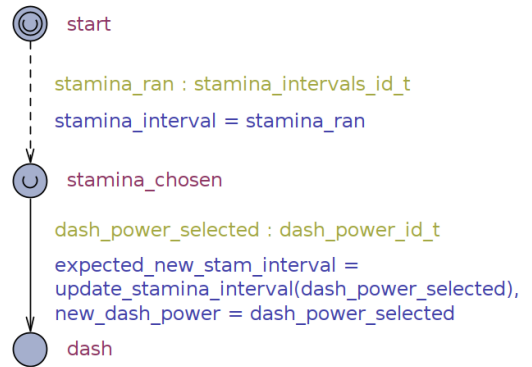 start
stamina_ran : stamina_intervals_id_t
stamina_interval = stamina_ran
stamina_chosen
dash_power_selected : dash_power_id_t
expected_new_stam_interval =
update_stamina_interval(dash_power_selected),
new_dash_power = dash_power_selected
dash